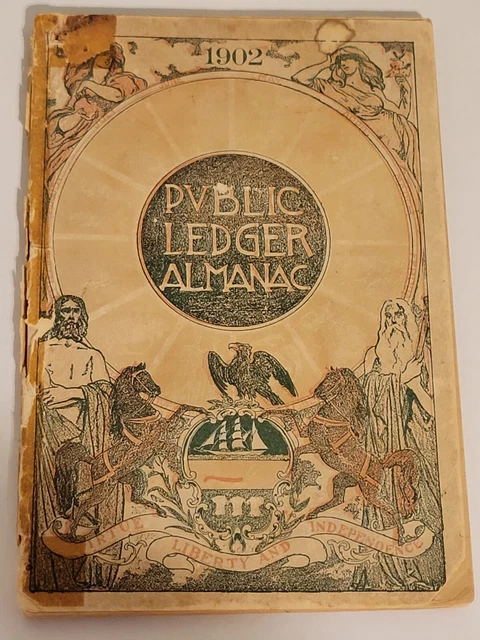 1902
PVBLIC
LEDGER
ALMANAC
VIRTUE LIBERTY AND INDEPENDENCE